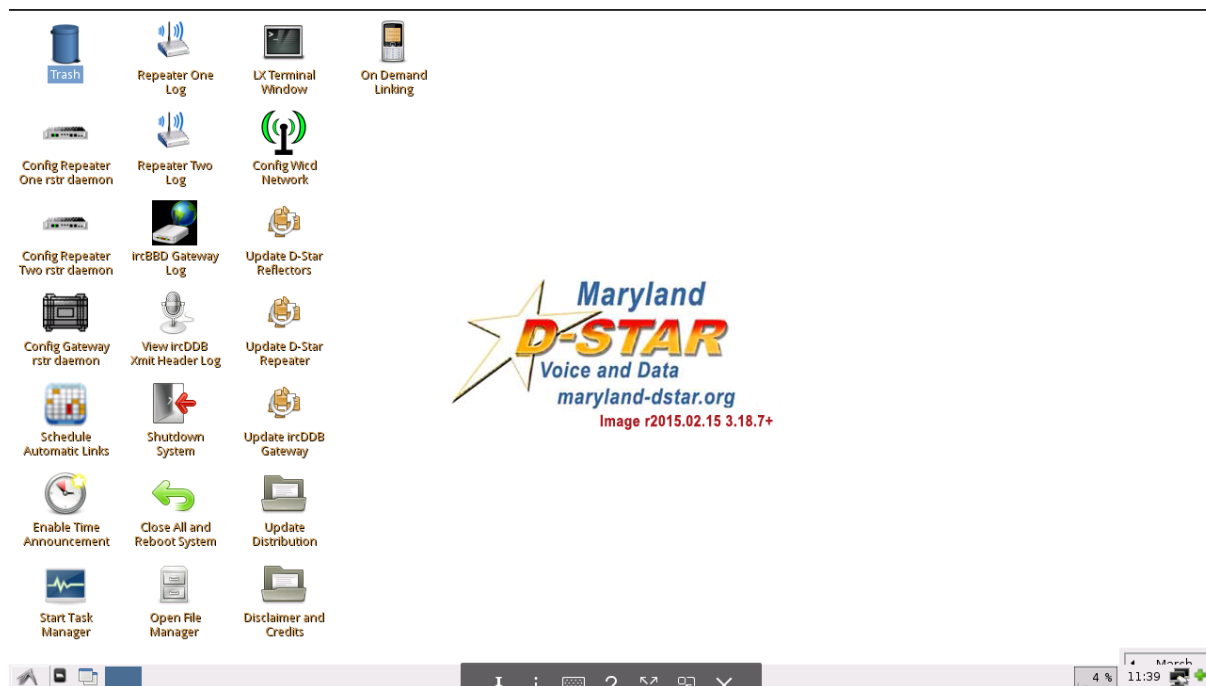 Trash
Repeater One
Log
LX Terminal
Window
On Demand
Linking
Config Repeater
One rstr daemon
Repeater Two
Log
Config Wicd
Network
Config Repeater
Two rstr daemon
ircBBD Gateway
Log
Update D-Star
Reflectors
Config Gateway
rstr daemon
View ircDDB
Xmit Header Log
Update D-Star
Repeater
Schedule
Automatic Links
Shutdown
System
Update ircDDB
Gateway
Enable Time
Announcement
Close All and
Reboot System
Update
Distribution
Start Task
Manager
Open File
Manager
Disclaimer and
Credits
Maryland
D-STAR
Voice and Data
maryland-dstar.org
Image r2015.02.15 3.18.7+
March
4 %
11:39